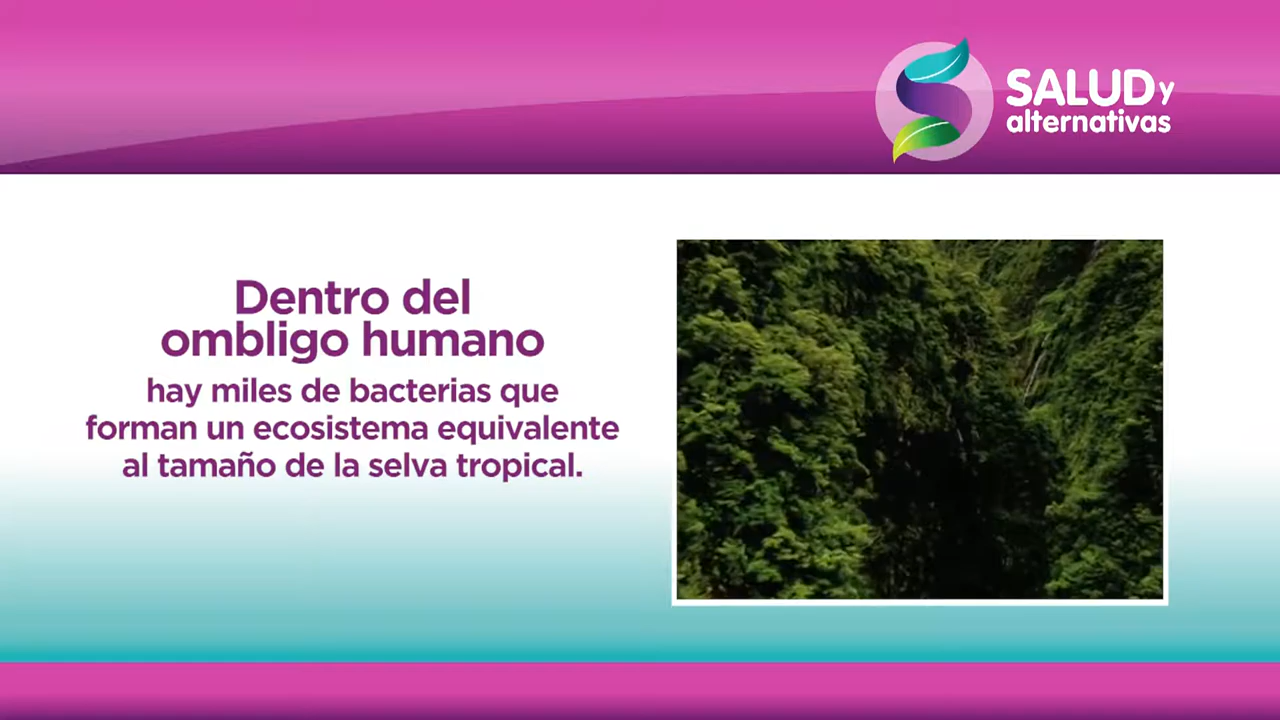 SALUD y
alternativas
Dentro del
ombligo humano
hay miles de bacterias que
forman un ecosistema equivalente
al tamaño de la selva tropical.